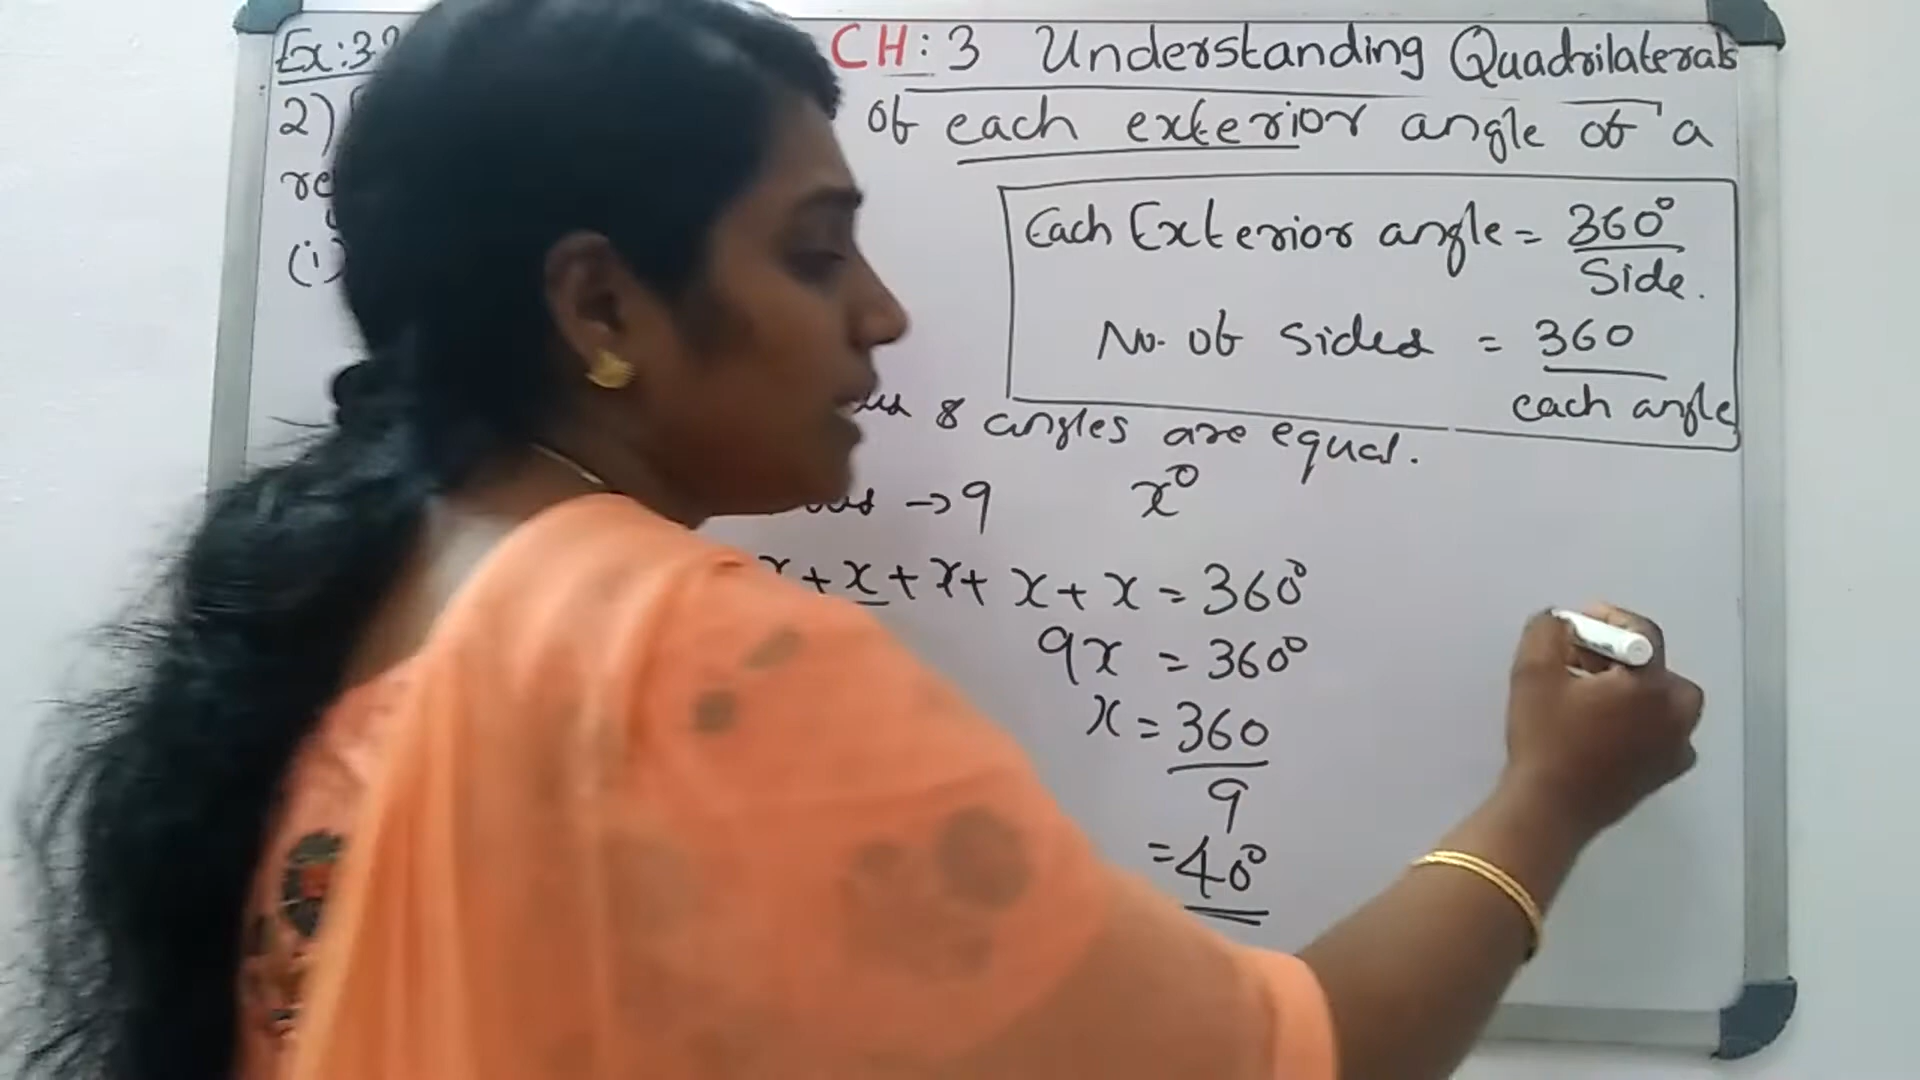 Ex:3
CH: 3 Understanding Quadrilaterals
2)
of each exterior angle of a
re
(i)
Each Exterior angle = 360°
Side.
No. of sides = 360
each angle
8 angles are equal.
→ 9 x°
x + x + x + x + x = 360°
9x = 360°
x = 360
9
= 40°